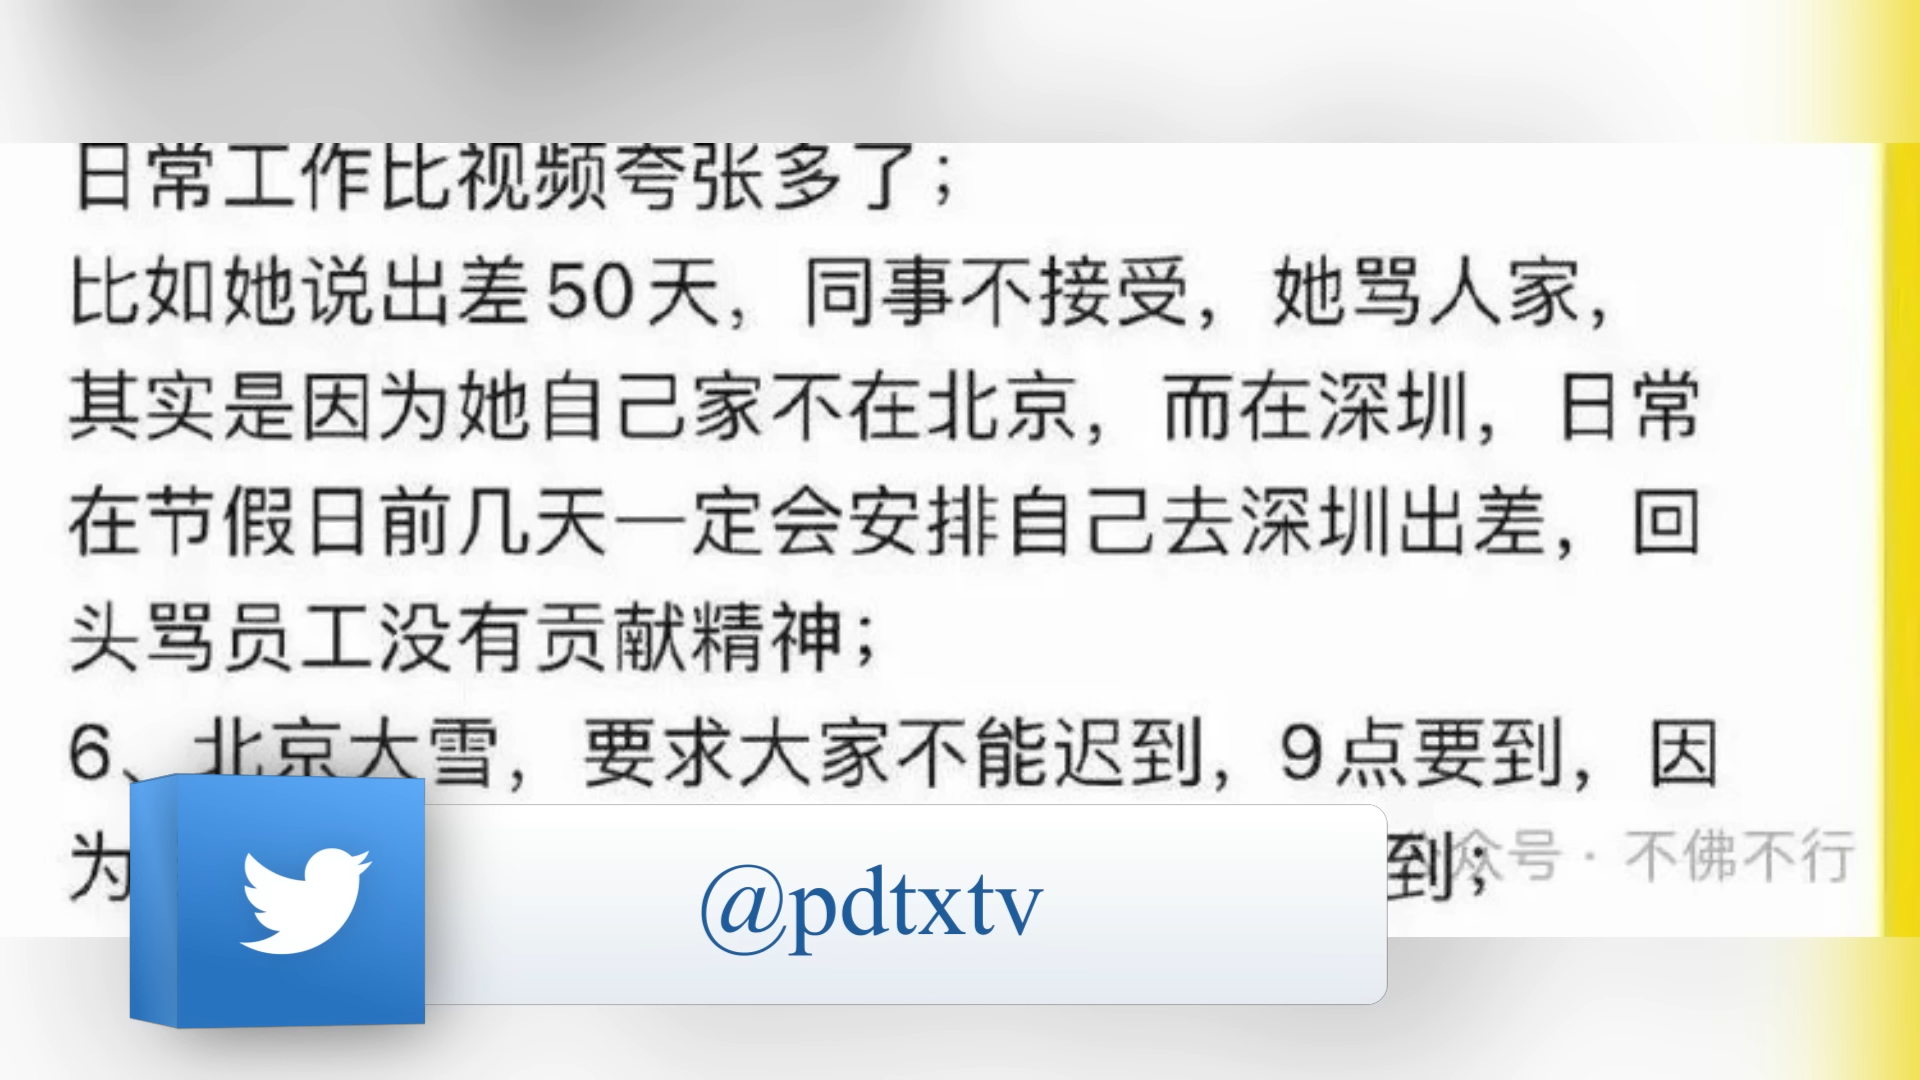 日常工作比视频夸张多了；
比如她说出差50天，同事不接受，她骂人家，
其实是因为她自己家不在北京，而在深圳，日常
在节假日前几天一定会安排自己去深圳出差，回
头骂员工没有贡献精神；
6、北京大雪，要求大家不能迟到，9点要到，因
为
到；
众号·不佛不行
@pdtxtv